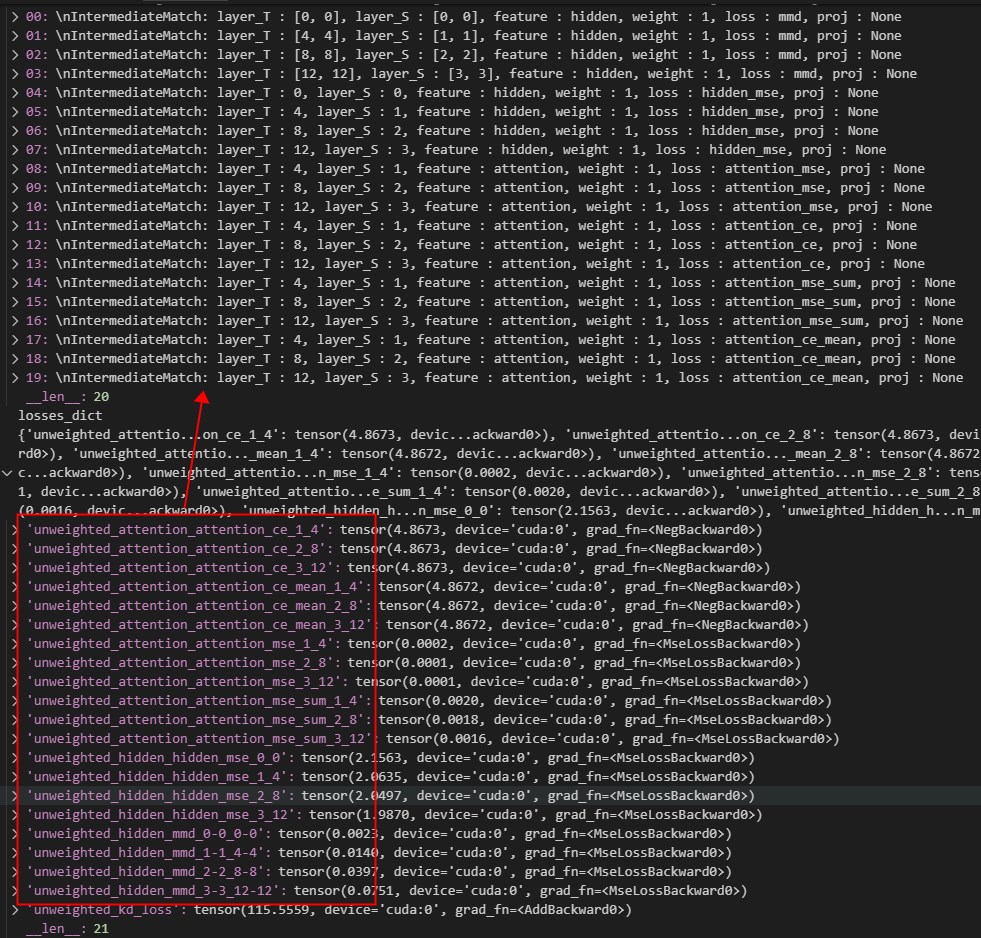 > 00: \nIntermediateMatch: layer_T : [0, 0], layer_S : [0, 0], feature : hidden, weight : 1, loss : mmd, proj : None
> 01: \nIntermediateMatch: layer_T : [4, 4], layer_S : [1, 1], feature : hidden, weight : 1, loss : mmd, proj : None
> 02: \nIntermediateMatch: layer_T : [8, 8], layer_S : [2, 2], feature : hidden, weight : 1, loss : mmd, proj : None
> 03: \nIntermediateMatch: layer_T : [12, 12], layer_S : [3, 3], feature : hidden, weight : 1, loss : mmd, proj : None
> 04: \nIntermediateMatch: layer_T : 0, layer_S : 0, feature : hidden, weight : 1, loss : hidden_mse, proj : None
> 05: \nIntermediateMatch: layer_T : 4, layer_S : 1, feature : hidden, weight : 1, loss : hidden_mse, proj : None
> 06: \nIntermediateMatch: layer_T : 8, layer_S : 2, feature : hidden, weight : 1, loss : hidden_mse, proj : None
> 07: \nIntermediateMatch: layer_T : 12, layer_S : 3, feature : hidden, weight : 1, loss : hidden_mse, proj : None
> 08: \nIntermediateMatch: layer_T : 4, layer_S : 1, feature : attention, weight : 1, loss : attention_mse, proj : None
> 09: \nIntermediateMatch: layer_T : 8, layer_S : 2, feature : attention, weight : 1, loss : attention_mse, proj : None
> 10: \nIntermediateMatch: layer_T : 12, layer_S : 3, feature : attention, weight : 1, loss : attention_mse, proj : None
> 11: \nIntermediateMatch: layer_T : 4, layer_S : 1, feature : attention, weight : 1, loss : attention_ce, proj : None
> 12: \nIntermediateMatch: layer_T : 8, layer_S : 2, feature : attention, weight : 1, loss : attention_ce, proj : None
> 13: \nIntermediateMatch: layer_T : 12, layer_S : 3, feature : attention, weight : 1, loss : attention_ce, proj : None
> 14: \nIntermediateMatch: layer_T : 4, layer_S : 1, feature : attention, weight : 1, loss : attention_mse_sum, proj : None
> 15: \nIntermediateMatch: layer_T : 8, layer_S : 2, feature : attention, weight : 1, loss : attention_mse_sum, proj : None
> 16: \nIntermediateMatch: layer_T : 12, layer_S : 3, feature : attention, weight : 1, loss : attention_mse_sum, proj : None
> 17: \nIntermediateMatch: layer_T : 4, layer_S : 1, feature : attention, weight : 1, loss : attention_ce_mean, proj : None
> 18: \nIntermediateMatch: layer_T : 8, layer_S : 2, feature : attention, weight : 1, loss : attention_ce_mean, proj : None
> 19: \nIntermediateMatch: layer_T : 12, layer_S : 3, feature : attention, weight : 1, loss : attention_ce_mean, proj : None
__len__: 20
losses_dict
{'unweighted_attentio...on_ce_1_4': tensor(4.8673, devic...ackward0>), 'unweighted_attentio...on_ce_2_8': tensor(4.8673, devi
rd0>), 'unweighted_attentio..._mean_1_4': tensor(4.8672, devic...ackward0>), 'unweighted_attentio..._mean_2_8': tensor(4.8672
c...ackward0>), 'unweighted_attentio...n_mse_1_4': tensor(0.0002, devic...ackward0>), 'unweighted_attentio...n_mse_2_8': tens
1, devic...ackward0>), 'unweighted_attentio...e_sum_1_4': tensor(0.0020, devic...ackward0>), 'unweighted_attentio...e_sum_2_8
(0.0016, devic...ackward0>), 'unweighted_hidden_h...n_mse_0_0': tensor(2.1563, devic...ackward0>), 'unweighted_hidden_h...n_m
> 'unweighted_attention_attention_ce_1_4': tensor(4.8673, device='cuda:0', grad_fn=<NegBackward0>)
> 'unweighted_attention_attention_ce_2_8': tensor(4.8673, device='cuda:0', grad_fn=<NegBackward0>)
> 'unweighted_attention_attention_ce_3_12': tensor(4.8673, device='cuda:0', grad_fn=<NegBackward0>)
> 'unweighted_attention_attention_ce_mean_1_4': tensor(4.8672, device='cuda:0', grad_fn=<NegBackward0>)
> 'unweighted_attention_attention_ce_mean_2_8': tensor(4.8672, device='cuda:0', grad_fn=<NegBackward0>)
> 'unweighted_attention_attention_ce_mean_3_12': tensor(4.8672, device='cuda:0', grad_fn=<NegBackward0>)
> 'unweighted_attention_attention_mse_1_4': tensor(0.0002, device='cuda:0', grad_fn=<MseLossBackward0>)
> 'unweighted_attention_attention_mse_2_8': tensor(0.0001, device='cuda:0', grad_fn=<MseLossBackward0>)
> 'unweighted_attention_attention_mse_3_12': tensor(0.0001, device='cuda:0', grad_fn=<MseLossBackward0>)
> 'unweighted_attention_attention_mse_sum_1_4': tensor(0.0020, device='cuda:0', grad_fn=<MseLossBackward0>)
> 'unweighted_attention_attention_mse_sum_2_8': tensor(0.0018, device='cuda:0', grad_fn=<MseLossBackward0>)
> 'unweighted_attention_attention_mse_sum_3_12': tensor(0.0016, device='cuda:0', grad_fn=<MseLossBackward0>)
> 'unweighted_hidden_hidden_mse_0_0': tensor(2.1563, device='cuda:0', grad_fn=<MseLossBackward0>)
> 'unweighted_hidden_hidden_mse_1_4': tensor(2.0635, device='cuda:0', grad_fn=<MseLossBackward0>)
> 'unweighted_hidden_hidden_mse_2_8': tensor(2.0497, device='cuda:0', grad_fn=<MseLossBackward0>)
> 'unweighted_hidden_hidden_mse_3_12': tensor(1.9870, device='cuda:0', grad_fn=<MseLossBackward0>)
> 'unweighted_hidden_mmd_0-0_0-0': tensor(0.0023, device='cuda:0', grad_fn=<MseLossBackward0>)
> 'unweighted_hidden_mmd_1-1_4-4': tensor(0.0140, device='cuda:0', grad_fn=<MseLossBackward0>)
> 'unweighted_hidden_mmd_2-2_8-8': tensor(0.0397, device='cuda:0', grad_fn=<MseLossBackward0>)
> 'unweighted_hidden_mmd_3-3_12-12': tensor(0.0751, device='cuda:0', grad_fn=<MseLossBackward0>)
> 'unweighted_kd_loss': tensor(115.5559, device='cuda:0', grad_fn=<AddBackward0>)
__len__: 21